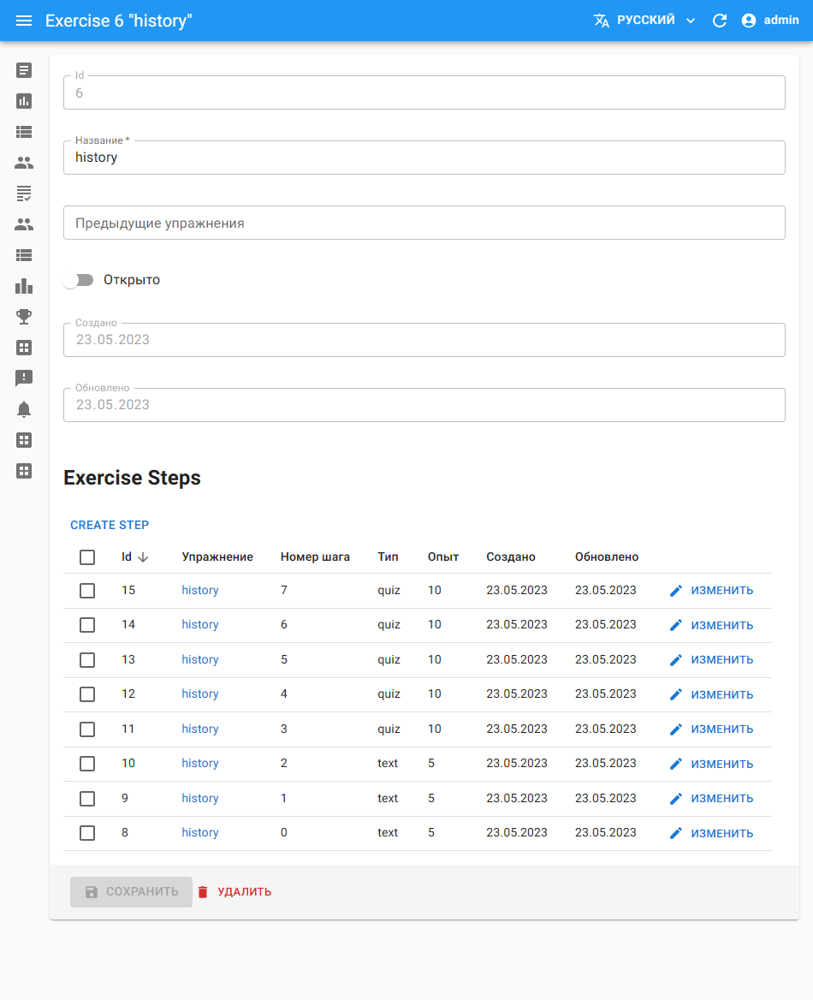 Exercise 6 "history"
РУССКИЙ
admin
Id
6
Название *
history
Предыдущие упражнения
Открыто
Создано
23.05.2023
Обновлено
23.05.2023
Exercise Steps
CREATE STEP
Id Упражнение Номер шага Тип Опыт Создано Обновлено
15 history 7 quiz 10 23.05.2023 23.05.2023 ИЗМЕНИТЬ
14 history 6 quiz 10 23.05.2023 23.05.2023 ИЗМЕНИТЬ
13 history 5 quiz 10 23.05.2023 23.05.2023 ИЗМЕНИТЬ
12 history 4 quiz 10 23.05.2023 23.05.2023 ИЗМЕНИТЬ
11 history 3 quiz 10 23.05.2023 23.05.2023 ИЗМЕНИТЬ
10 history 2 text 5 23.05.2023 23.05.2023 ИЗМЕНИТЬ
9 history 1 text 5 23.05.2023 23.05.2023 ИЗМЕНИТЬ
8 history 0 text 5 23.05.2023 23.05.2023 ИЗМЕНИТЬ
СОХРАНИТЬ УДАЛИТЬ